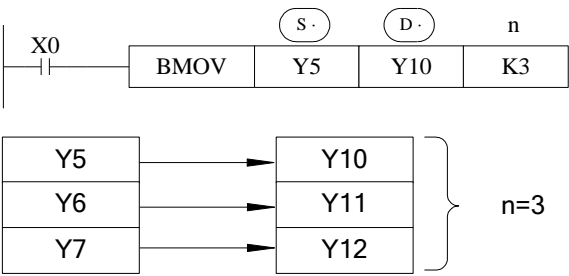 S · D · n
X0
BMOV Y5 Y10 K3
Y5 Y10
Y6 Y11 n=3
Y7 Y12